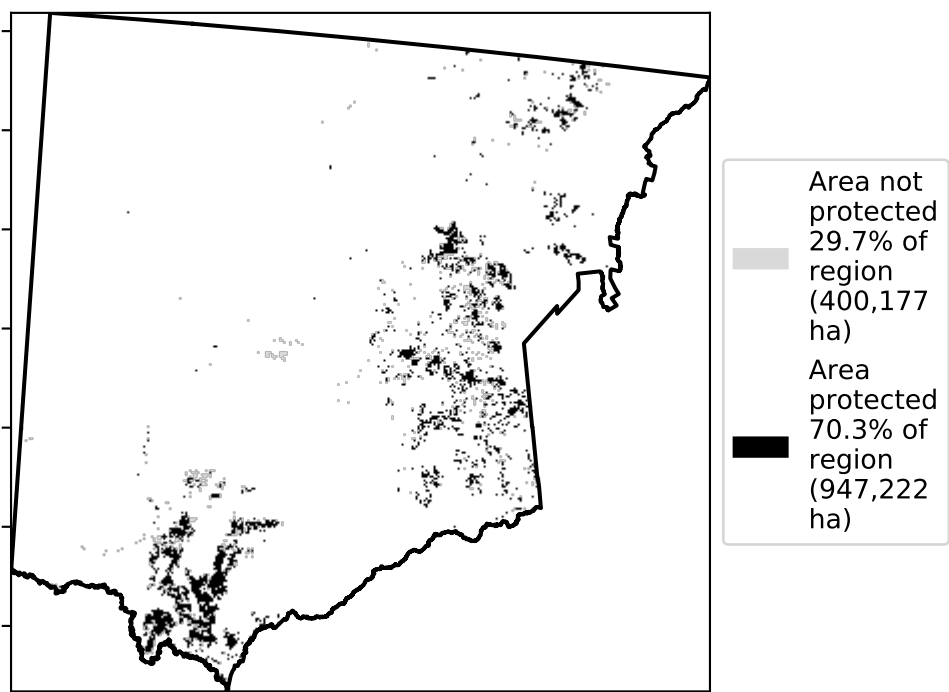 Area not
protected
29.7% of
region
(400,177
ha)
Area
protected
70.3% of
region
(947,222
ha)